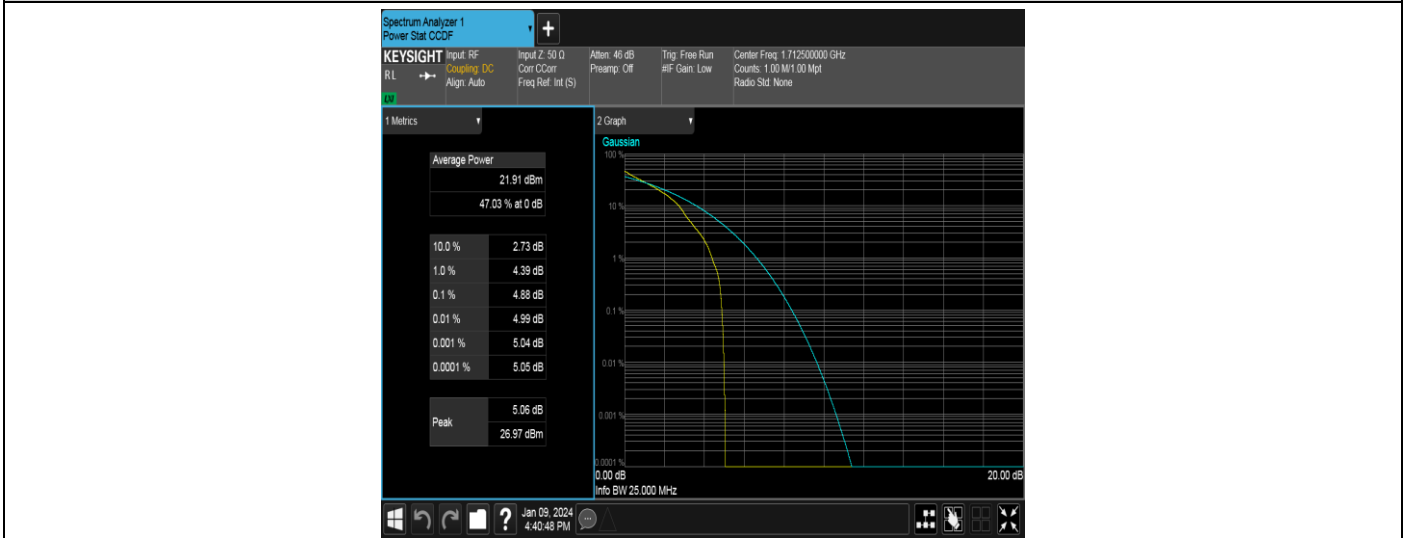 Spectrum Analyzer 1
Power Stat CCDF
+
KEYSIGHT
RL
Input: RF
Coupling: DC
Align: Auto
Input Z: 50 Ω
Corr CCorr
Freq Ref: Int (S)
Atten: 46 dB
Preamp: Off
Trig: Free Run
#IF Gain: Low
Center Freq: 1.712500000 GHz
Counts: 1.00 M/1.00 Mpt
Radio Std: None
1 Metrics
Average Power
21.91 dBm
47.03 % at 0 dB
10.0 % 2.73 dB
1.0 % 4.39 dB
0.1 % 4.88 dB
0.01 % 4.99 dB
0.001 % 5.04 dB
0.0001 % 5.05 dB
Peak
5.06 dB
26.97 dBm
2 Graph
Gaussian
100 %
10 %
1 %
0.1 %
0.01 %
0.001 %
0.0001 %
0.00 dB 20.00 dB
Info BW 25.000 MHz
?
Jan 09, 2024
4:40:48 PM